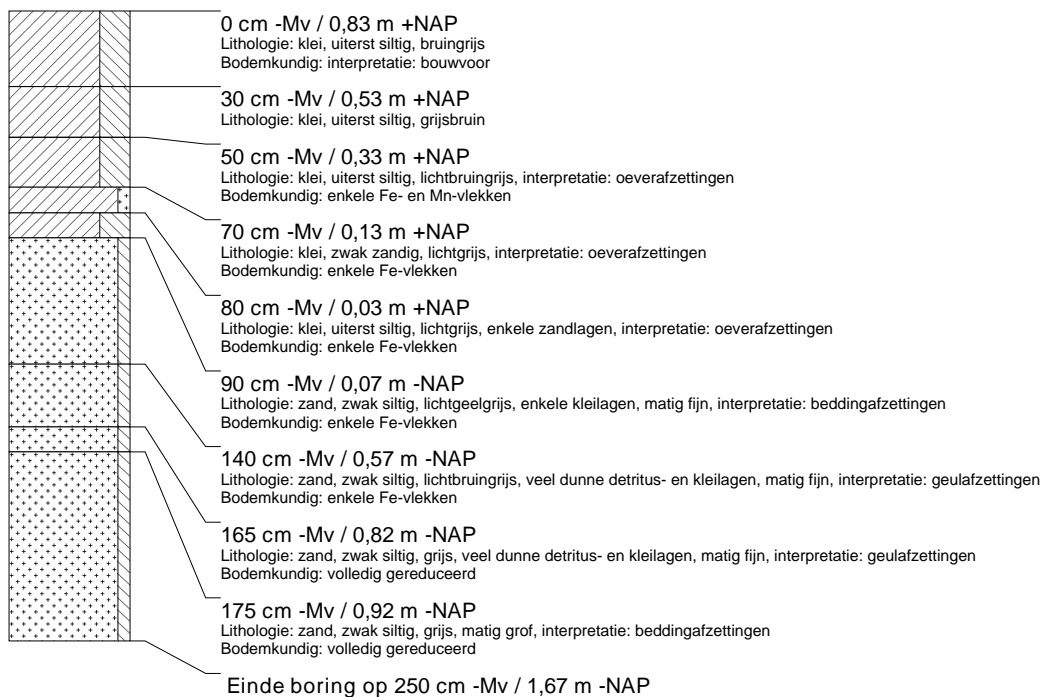 0 cm -Mv / 0,83 m +NAP
Lithologie: klei, uiterst siltig, bruingrijs
Bodemkundig: interpretatie: bouwvoor
30 cm -Mv / 0,53 m +NAP
Lithologie: klei, uiterst siltig, grijsbruin
50 cm -Mv / 0,33 m +NAP
Lithologie: klei, uiterst siltig, lichtbruingrijs, interpretatie: oeverafzettingen
Bodemkundig: enkele Fe- en Mn-vlekken
70 cm -Mv / 0,13 m +NAP
Lithologie: klei, zwak zandig, lichtgrijs, interpretatie: oeverafzettingen
Bodemkundig: enkele Fe-vlekken
80 cm -Mv / 0,03 m +NAP
Lithologie: klei, uiterst siltig, lichtgrijs, enkele zandlagen, interpretatie: oeverafzettingen
Bodemkundig: enkele Fe-vlekken
90 cm -Mv / 0,07 m -NAP
Lithologie: zand, zwak siltig, lichtgeelgrijs, enkele kleilagen, matig fijn, interpretatie: beddingafzettingen
Bodemkundig: enkele Fe-vlekken
140 cm -Mv / 0,57 m -NAP
Lithologie: zand, zwak siltig, lichtbruingrijs, veel dunne detritus- en kleilagen, matig fijn, interpretatie: geulafzettingen
Bodemkundig: enkele Fe-vlekken
165 cm -Mv / 0,82 m -NAP
Lithologie: zand, zwak siltig, grijs, veel dunne detritus- en kleilagen, matig fijn, interpretatie: geulafzettingen
Bodemkundig: volledig gereduceerd
175 cm -Mv / 0,92 m -NAP
Lithologie: zand, zwak siltig, grijs, matig grof, interpretatie: beddingafzettingen
Bodemkundig: volledig gereduceerd
Einde boring op 250 cm -Mv / 1,67 m -NAP